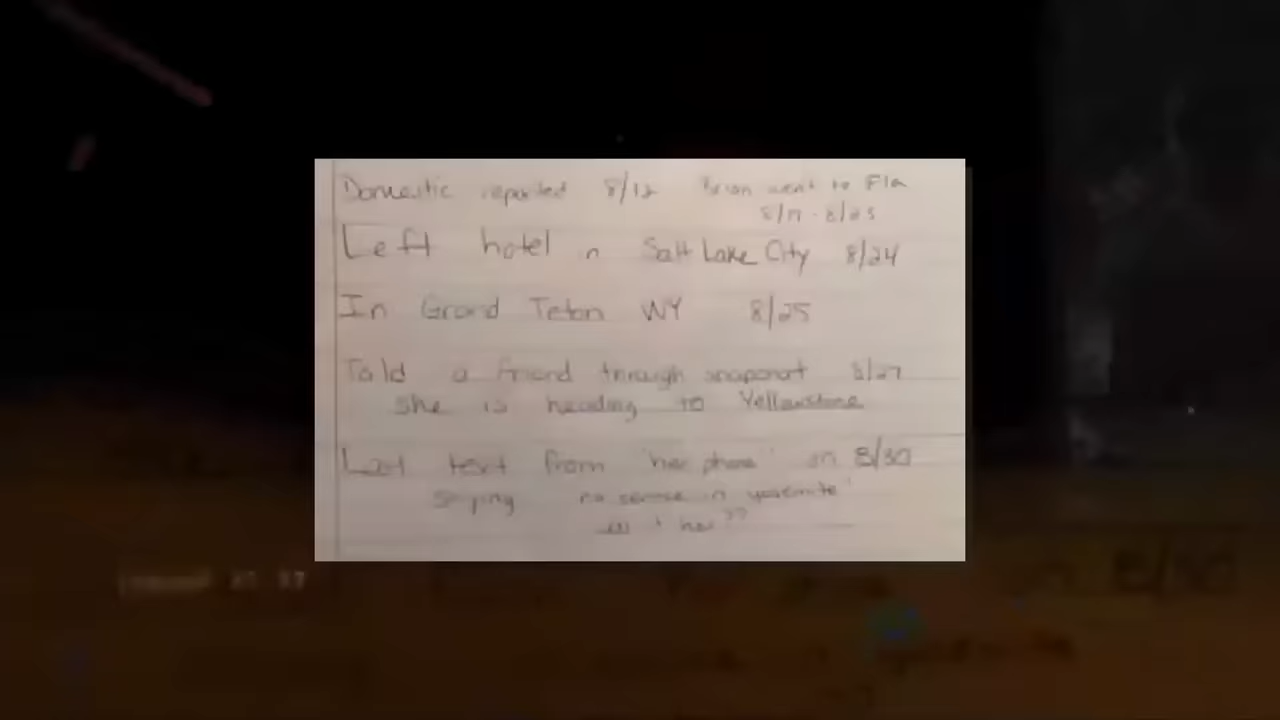 Domestic reported 8/12 Brian went to Fla
8/17 - 8/23
Left hotel in Salt Lake City 8/24
In Grand Teton WY 8/25
Told a friend through snapchat 8/27
she is heading to Yellowstone
Last text from "her phone" on 8/30
saying no service in yosemite"
her??